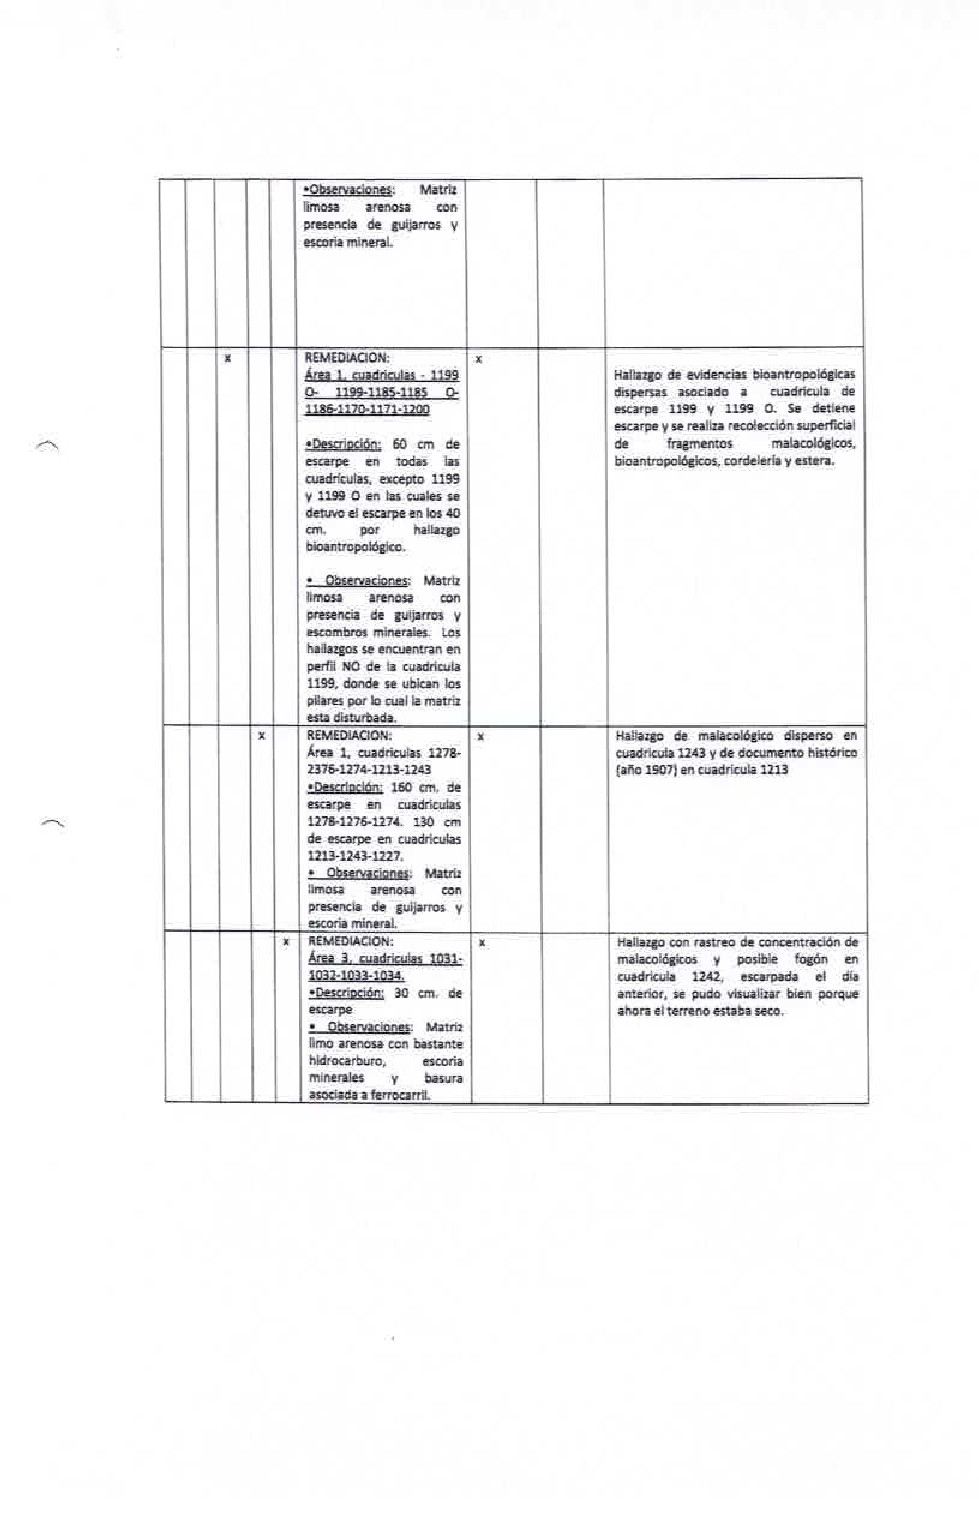 •Observaciones: Matriz
limosa arenosa con
presencia de guijarros y
escoria mineral.
x
REMEDIACION:
Área 1, cuadriculas - 1199
O- 1199-1185-1185 O-
1186-1170-1171-1200
•Descripción: 60 cm de
escarpe en todas las
cuadrículas, excepto 1199
y 1199 O en las cuales se
detuvo el escarpe en los 40
cm. por hallazgo
bioantropológico.
• Observaciones: Matriz
limosa arenosa con
presencia de guijarros y
escombros minerales. Los
hallazgos se encuentran en
perfil NO de la cuadricula
1199, donde se ubican los
pilares por lo cual la matriz
esta disturbada.
x
Hallazgo de evidencias bioantropológicas
dispersas asociado a cuadrícula de
escarpe 1199 y 1199 O. Se detiene
escarpe y se realiza recolección superficial
de fragmentos malacológicos,
bioantropológicos, cordelería y estera.
x
REMEDIACION:
Área 1, cuadriculas 1278-
2376-1274-1213-1243
•Descripción: 160 cm. de
escarpe en cuadriculas
1278-1276-1274. 130 cm
de escarpe en cuadriculas
1213-1243-1227.
• Observaciones: Matriz
limosa arenosa con
presencia de guijarros y
escoria mineral.
x
Hallazgo de malacológico disperso en
cuadricula 1243 y de documento histórico
(año 1907) en cuadrícula 1213
x
REMEDIACION:
Área 3, cuadriculas 1031-
1032-1033-1034.
•Descripción: 30 cm. de
escarpe
• Observaciones: Matriz
limo arenosa con bastante
hidrocarburo, escoria
minerales y basura
asociada a ferrocarril.
x
Hallazgo con rastreo de concentración de
malacológicos y posible fogón en
cuadricula 1242, escarpada el día
anterior, se pudo visualizar bien porque
ahora el terreno estaba seco.